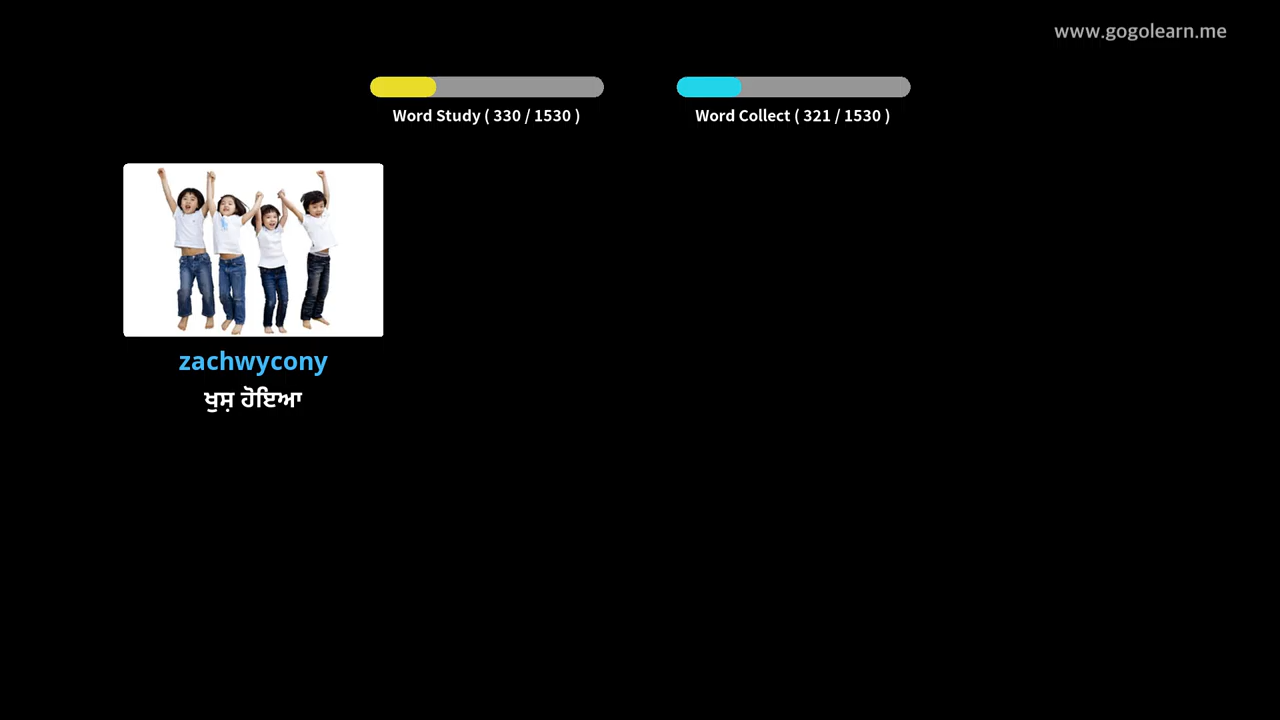 www.gogolearn.me
Word Study ( 330 / 1530 )
Word Collect ( 321 / 1530 )
zachwycony
ਖੁਸ਼ ਹੋਇਆ